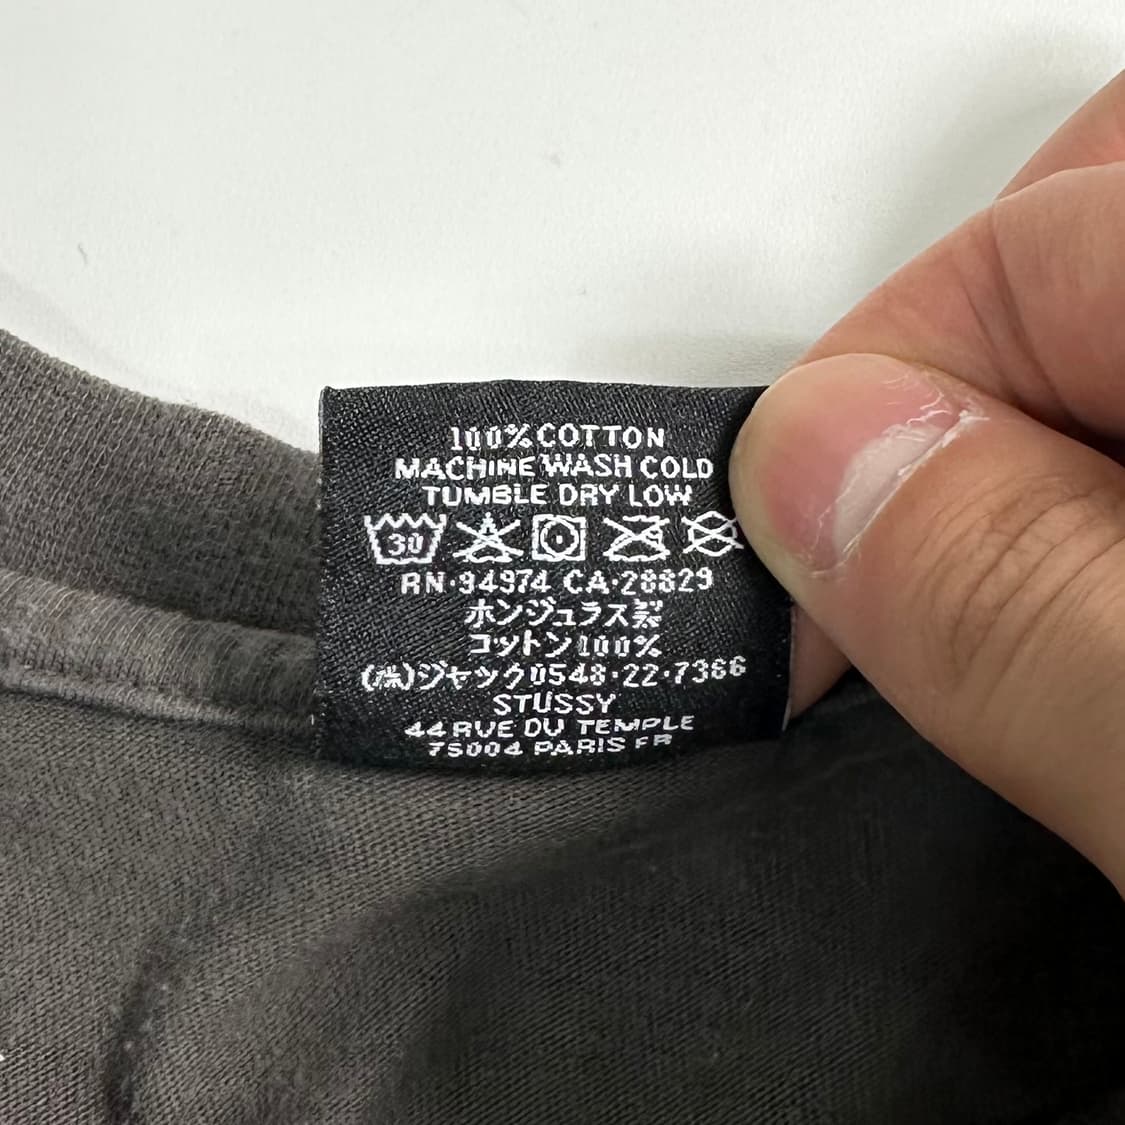 100% COTTON
MACHINE WASH COLD
TUMBLE DRY LOW
30
RN·94974 CA·28829
ホンジュラス製
コットン100%
(株)ジャック0548·22·7366
STUSSY
44 RUE DU TEMPLE
75004 PARIS FR